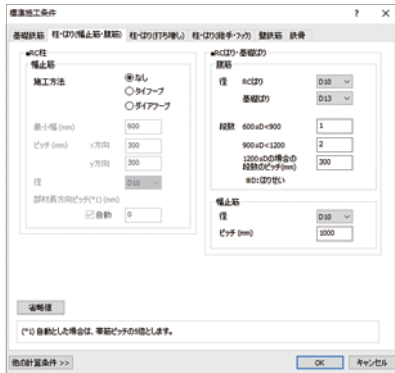 標準施工条件
? ×
基礎鉄筋 柱・はり(幅止筋・腹筋) 柱・はり(打ち増し) 柱・はり(継手・フック) 壁鉄筋 鉄骨
■RC柱
幅止筋
施工方法 なし
タイフープ
ダイアフープ
最小幅(mm) 600
ピッチ(mm) x方向 300
y方向 300
径 D10
部材長方向ピッチ(*1)(mm)
自動 0
■RCはり・基礎はり
腹筋
径 RCはり D10
基礎はり D13
段数 600≤D<900 1
900≤D<1200 2
1200≤Dの場合の
段数のピッチ(mm) 300
※D:はりせい
幅止筋
径 D10
ピッチ(mm) 1000
省略値
(*1) 自動とした場合は、帯筋ピッチの5倍とします。
他の計算条件 >> OK キャンセル